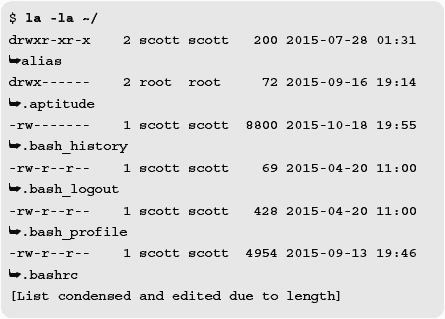 $ la -la ~/
drwxr-xr-x 2 scott scott 200 2015-07-28 01:31
➥alias
drwx------ 2 root root 72 2015-09-16 19:14
➥.aptitude
-rw------- 1 scott scott 8800 2015-10-18 19:55
➥.bash_history
-rw-r--r-- 1 scott scott 69 2015-04-20 11:00
➥.bash_logout
-rw-r--r-- 1 scott scott 428 2015-04-20 11:00
➥.bash_profile
-rw-r--r-- 1 scott scott 4954 2015-09-13 19:46
➥.bashrc
[List condensed and edited due to length]